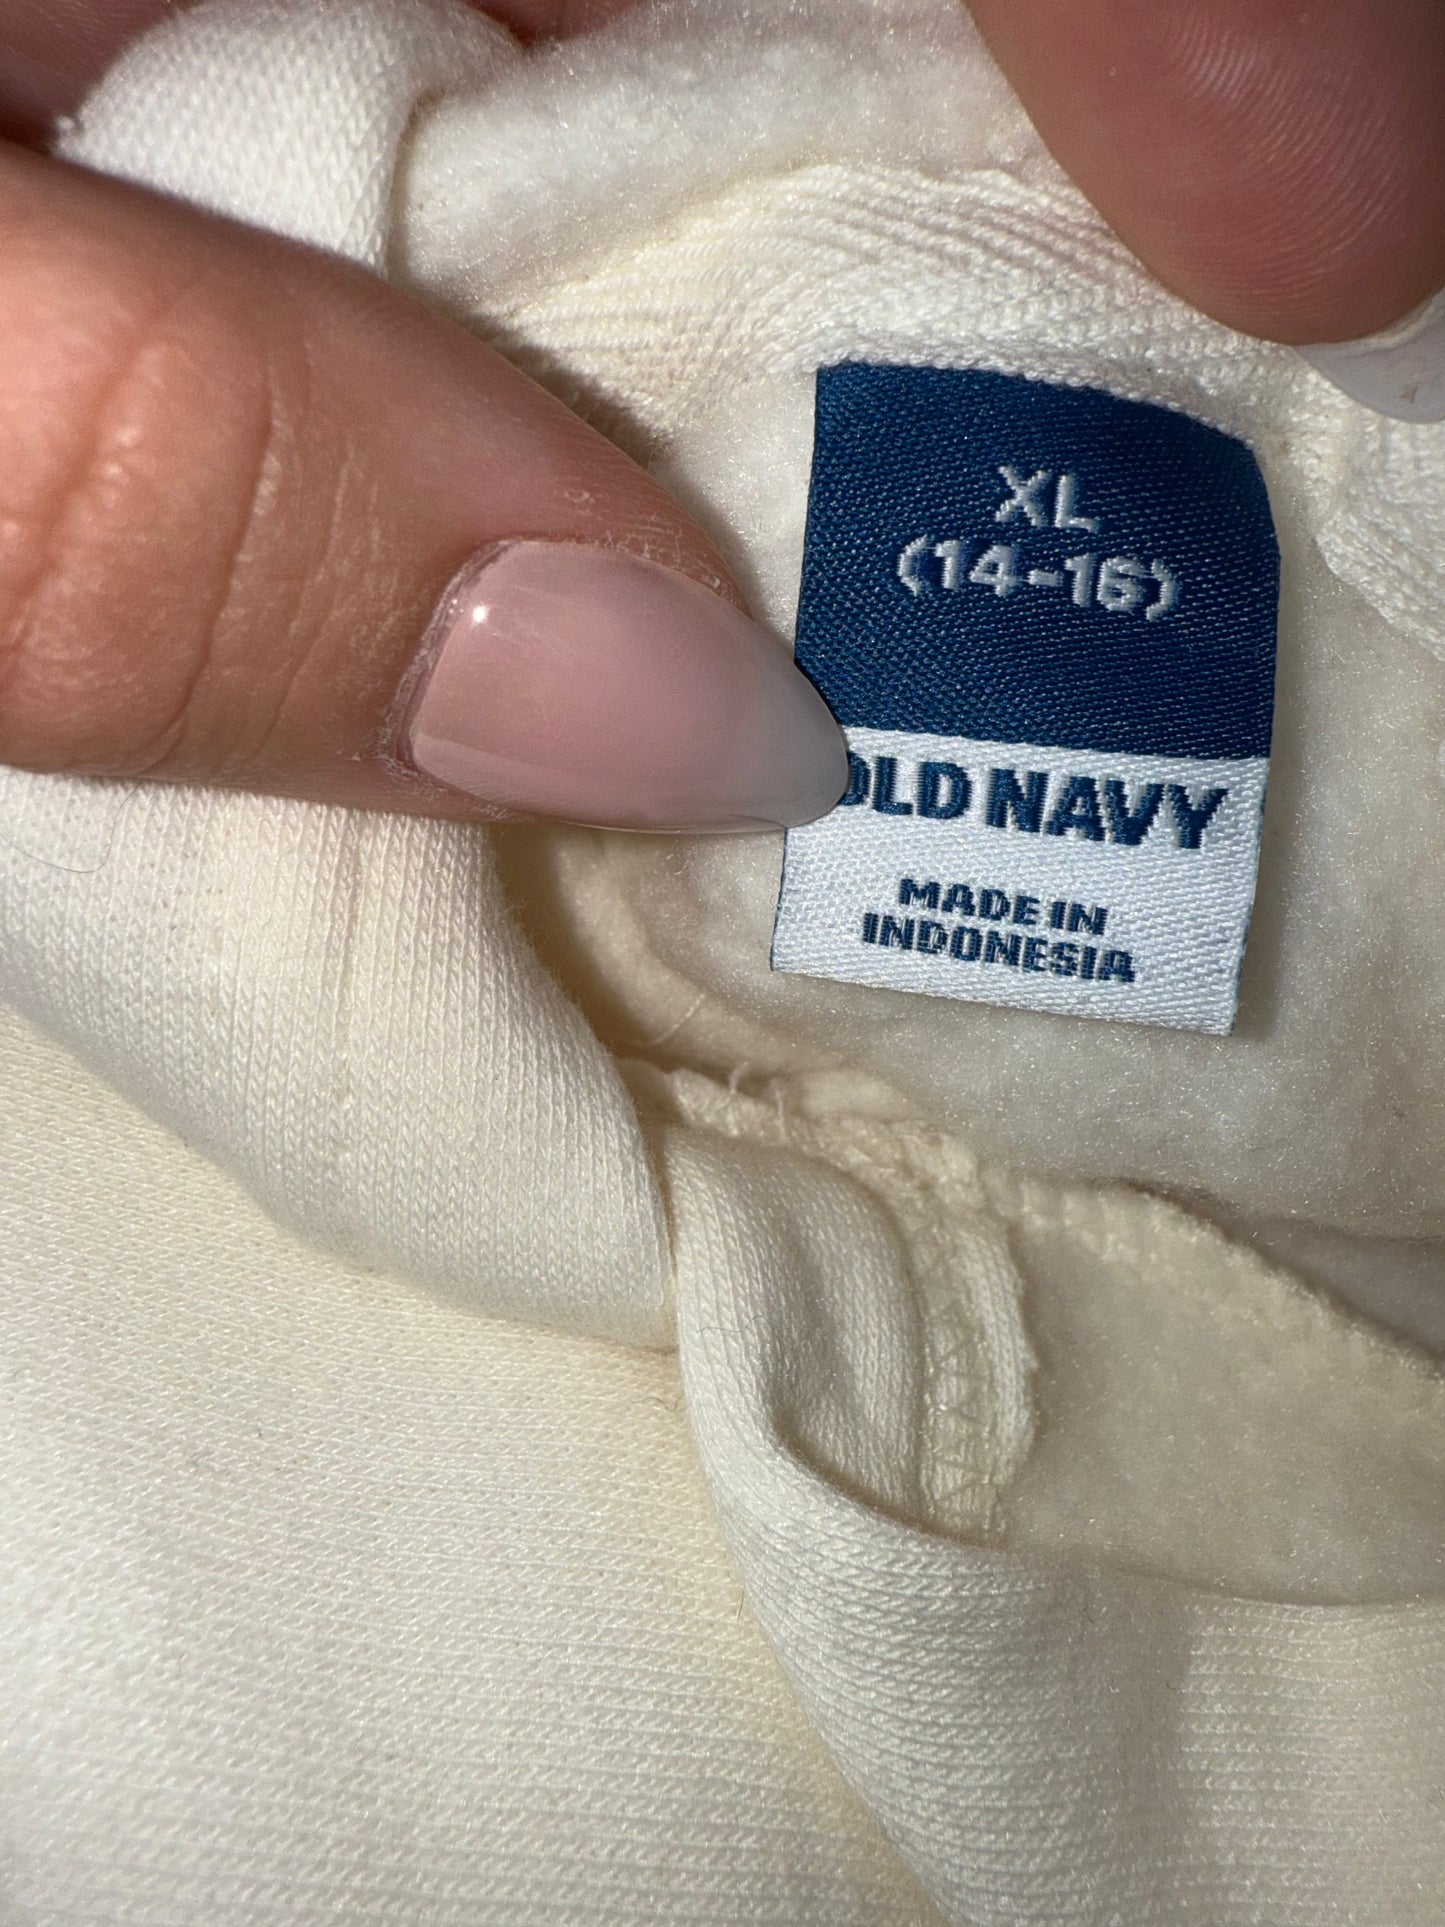 XL
(14-16)
OLD NAVY
MADE IN
INDONESIA